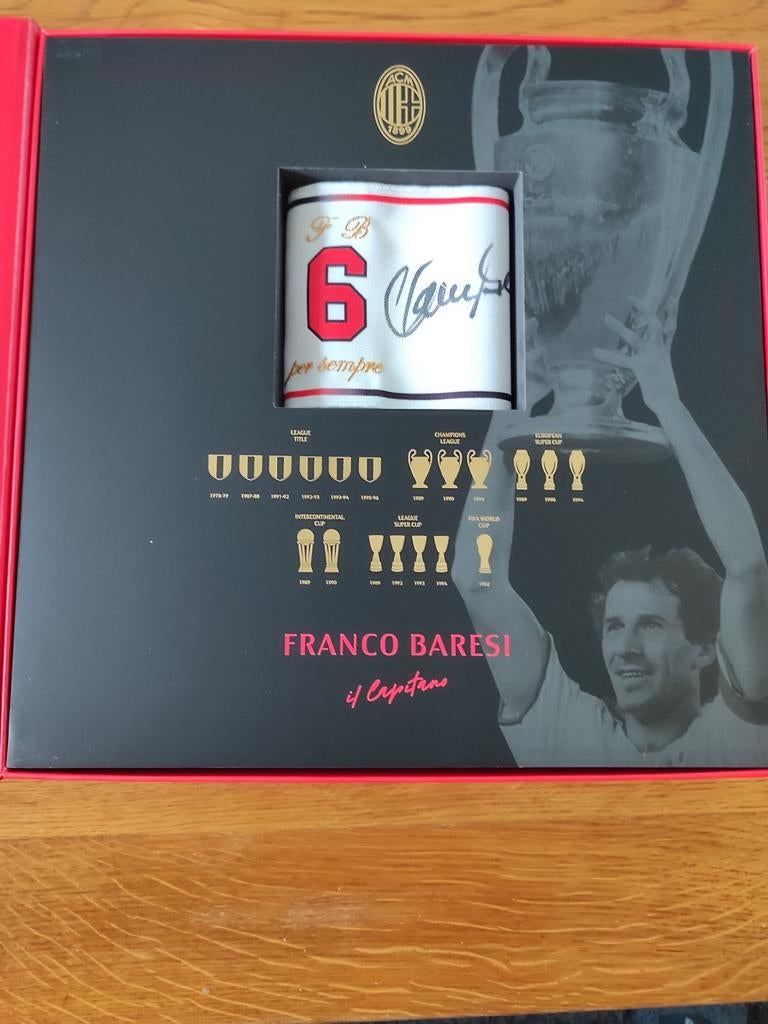 ACM
1899
F B
6
per sempre
LEAGUE
TITLE
1978-79 1987-88 1991-92 1992-93 1993-94 1995-96
CHAMPIONS
LEAGUE
1989 1990 1994
EUROPEAN
SUPER CUP
1989 1990 1994
INTERCONTINENTAL
CUP
1989 1990
LEAGUE
SUPER CUP
1989 1992 1993 1994
FIFA WORLD
CUP
1982
FRANCO BARESI
il Capitano